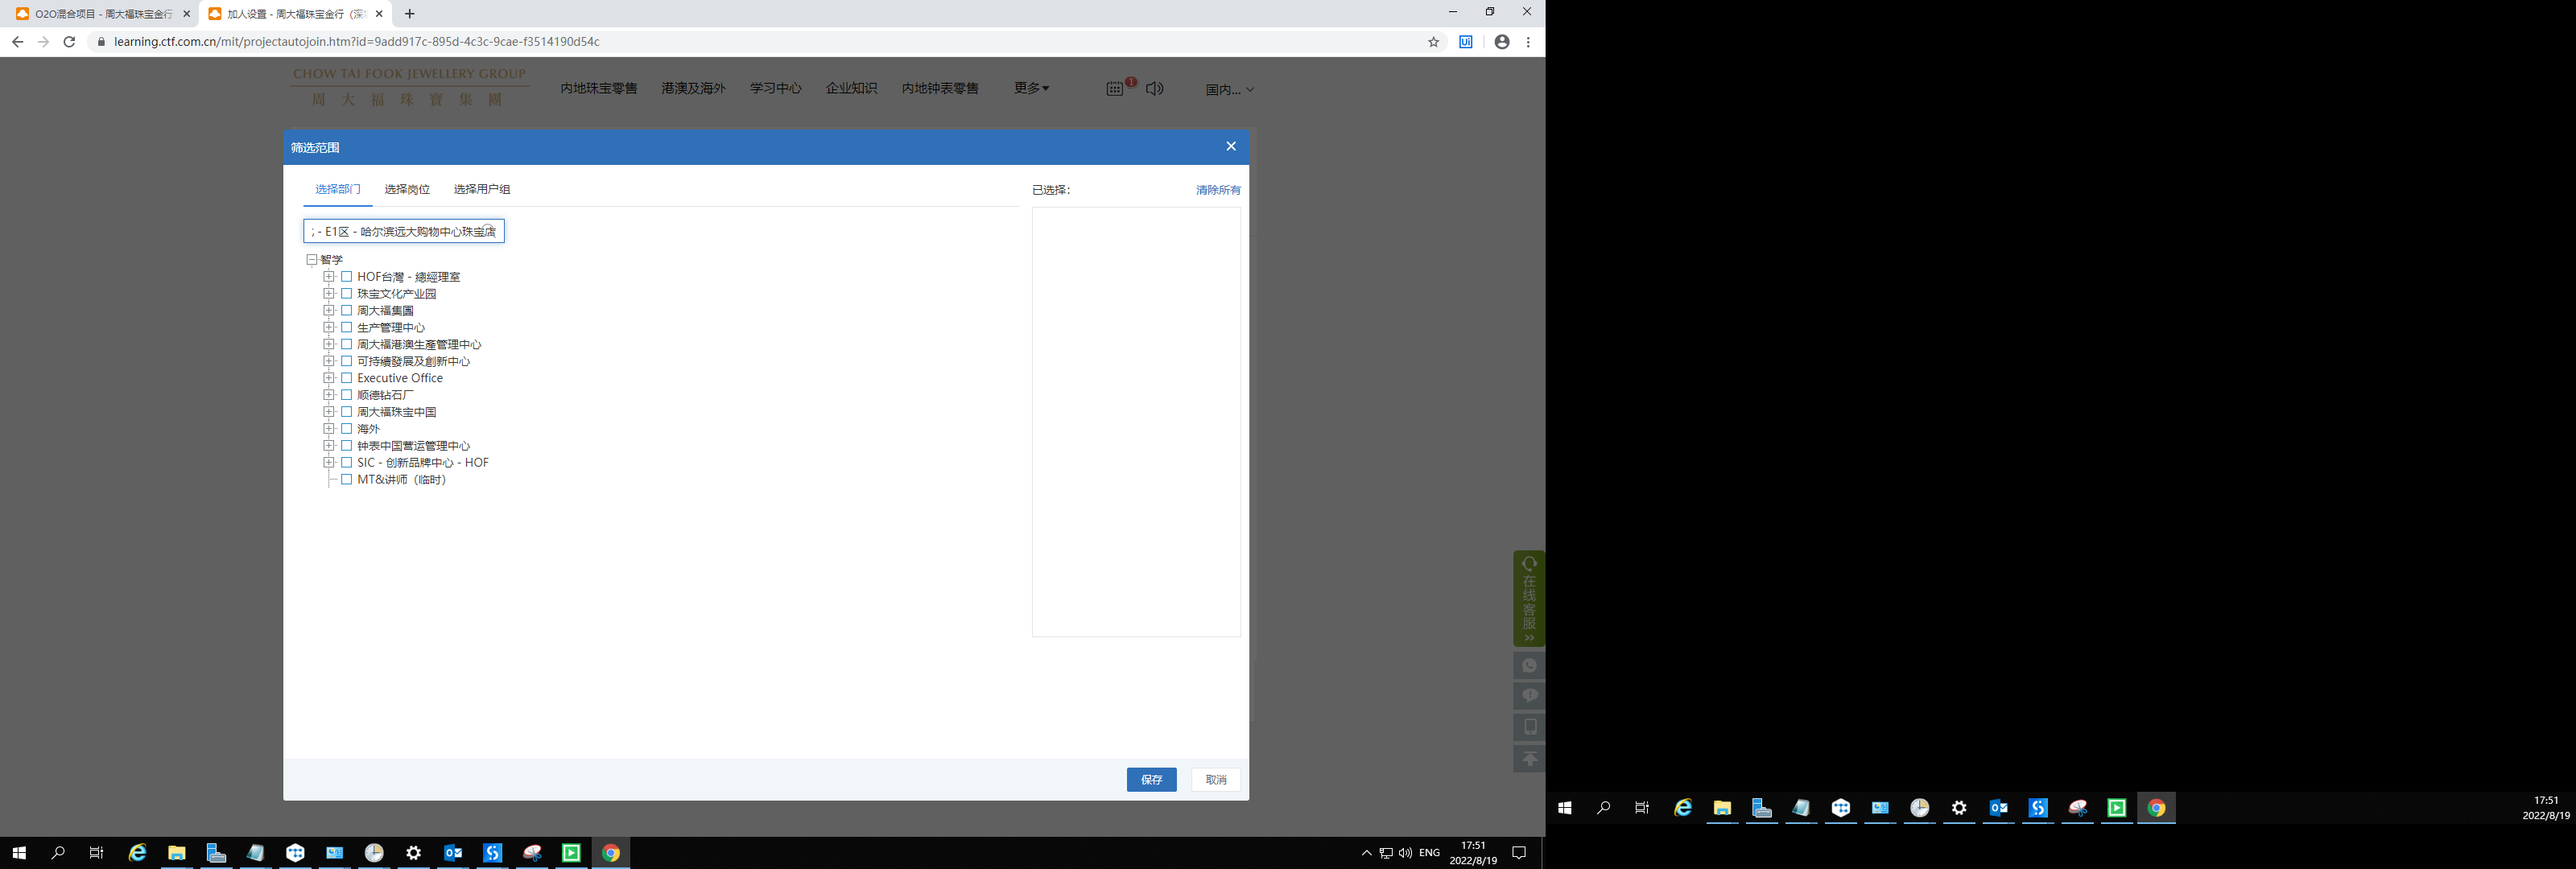 O2O混合项目 - 周大福珠宝金行
加人设置 - 周大福珠宝金行（深圳
learning.ctf.com.cn/mit/projectautojoin.htm?id=9add917c-895d-4c3c-9cae-f3514190d54c
CHOW TAI FOOK JEWELLERY GROUP
周大福珠寶集團
内地珠宝零售 港澳及海外 学习中心 企业知识 内地钟表零售 更多 1 国内...
筛选范围
选择部门 选择岗位 选择用户组
已选择： 清除所有
- E1区 - 哈尔滨远大购物中心珠宝店
智学
HOF台灣 - 總經理室
珠宝文化产业园
周大福集團
生产管理中心
周大福港澳生產管理中心
可持續發展及創新中心
Executive Office
顺德钻石厂
周大福珠宝中国
海外
钟表中国营运管理中心
SIC - 创新品牌中心 - HOF
MT&讲师（临时）
在线客服
保存 取消
ENG
17:51
2022/8/19
17:51
2022/8/19